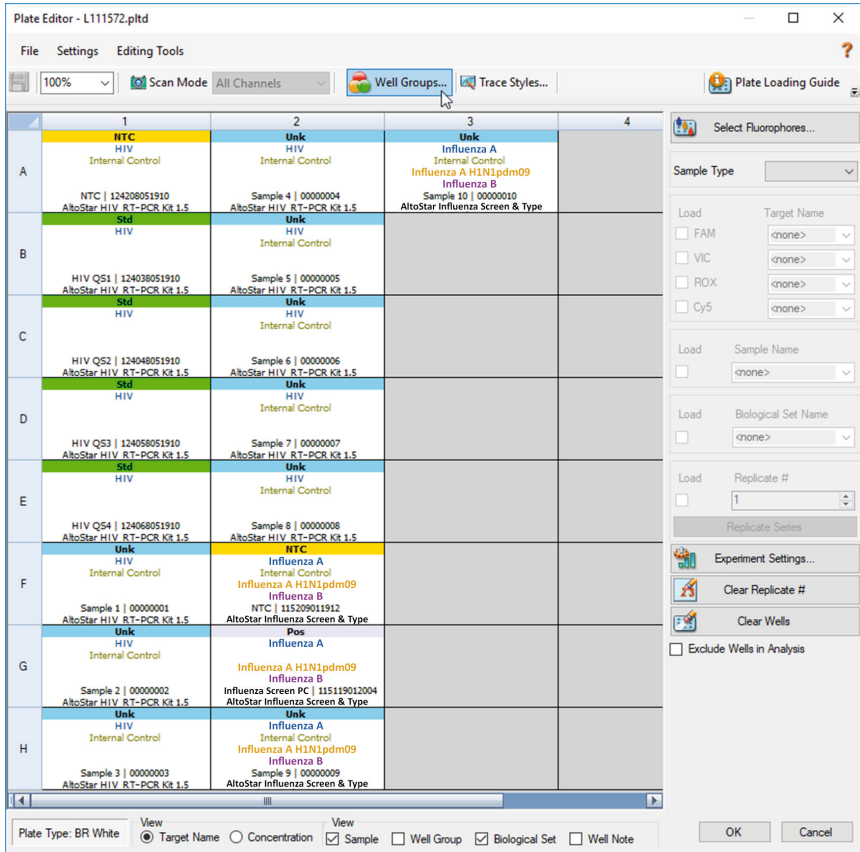 Plate Editor - L111572.pltd
File Settings Editing Tools ?
100% Scan Mode All Channels Well Groups... Trace Styles... Plate Loading Guide
1 2 3 4
A
NTC
HIV
Internal Control
NTC | 124208051910
AltoStar HIV RT-PCR Kit 1.5
Unk
HIV
Internal Control
Sample 4 | 00000004
AltoStar HIV RT-PCR Kit 1.5
Unk
Influenza A
Internal Control
Influenza A H1N1pdm09
Influenza B
Sample 10 | 00000010
AltoStar Influenza Screen & Type
B
Std
HIV
HIV QS1 | 124038051910
AltoStar HIV RT-PCR Kit 1.5
Unk
HIV
Internal Control
Sample 5 | 00000005
AltoStar HIV RT-PCR Kit 1.5
C
Std
HIV
HIV QS2 | 124048051910
AltoStar HIV RT-PCR Kit 1.5
Unk
HIV
Internal Control
Sample 6 | 00000006
AltoStar HIV RT-PCR Kit 1.5
D
Std
HIV
HIV QS3 | 124058051910
AltoStar HIV RT-PCR Kit 1.5
Unk
HIV
Internal Control
Sample 7 | 00000007
AltoStar HIV RT-PCR Kit 1.5
E
Std
HIV
HIV QS4 | 124068051910
AltoStar HIV RT-PCR Kit 1.5
Unk
HIV
Internal Control
Sample 8 | 00000008
AltoStar HIV RT-PCR Kit 1.5
F
Unk
HIV
Internal Control
Sample 1 | 00000001
AltoStar HIV RT-PCR Kit 1.5
NTC
Influenza A
Internal Control
Influenza A H1N1pdm09
Influenza B
NTC | 115209011912
AltoStar Influenza Screen & Type
G
Unk
HIV
Internal Control
Sample 2 | 00000002
AltoStar HIV RT-PCR Kit 1.5
Pos
Influenza A
Influenza A H1N1pdm09
Influenza B
Influenza Screen PC | 115119012004
AltoStar Influenza Screen & Type
H
Unk
HIV
Internal Control
Sample 3 | 00000003
AltoStar HIV RT-PCR Kit 1.5
Unk
Influenza A
Internal Control
Influenza A H1N1pdm09
Influenza B
Sample 9 | 00000009
AltoStar Influenza Screen & Type
Select Fluorophores...
Sample Type
Load Target Name
FAM <none>
VIC <none>
ROX <none>
Cy5 <none>
Load Sample Name
<none>
Load Biological Set Name
<none>
Load Replicate #
1
Replicate Series
Experiment Settings...
Clear Replicate #
Clear Wells
Exclude Wells in Analysis
Plate Type: BR White
View
Target Name Concentration
View
Sample Well Group Biological Set Well Note
OK Cancel